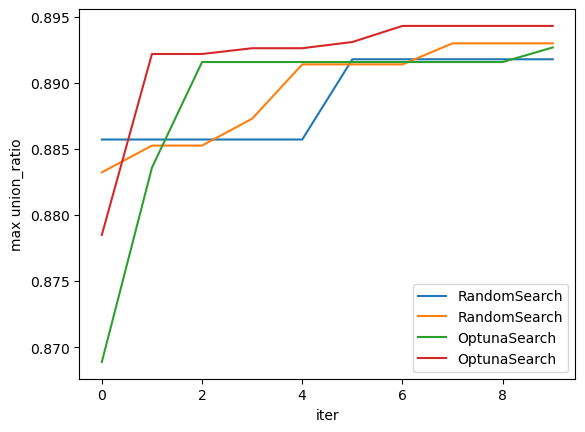 max union_ratio
0.895
0.890
0.885
0.880
0.875
0.870
0
2
4
6
8
iter
RandomSearch
RandomSearch
OptunaSearch
OptunaSearch